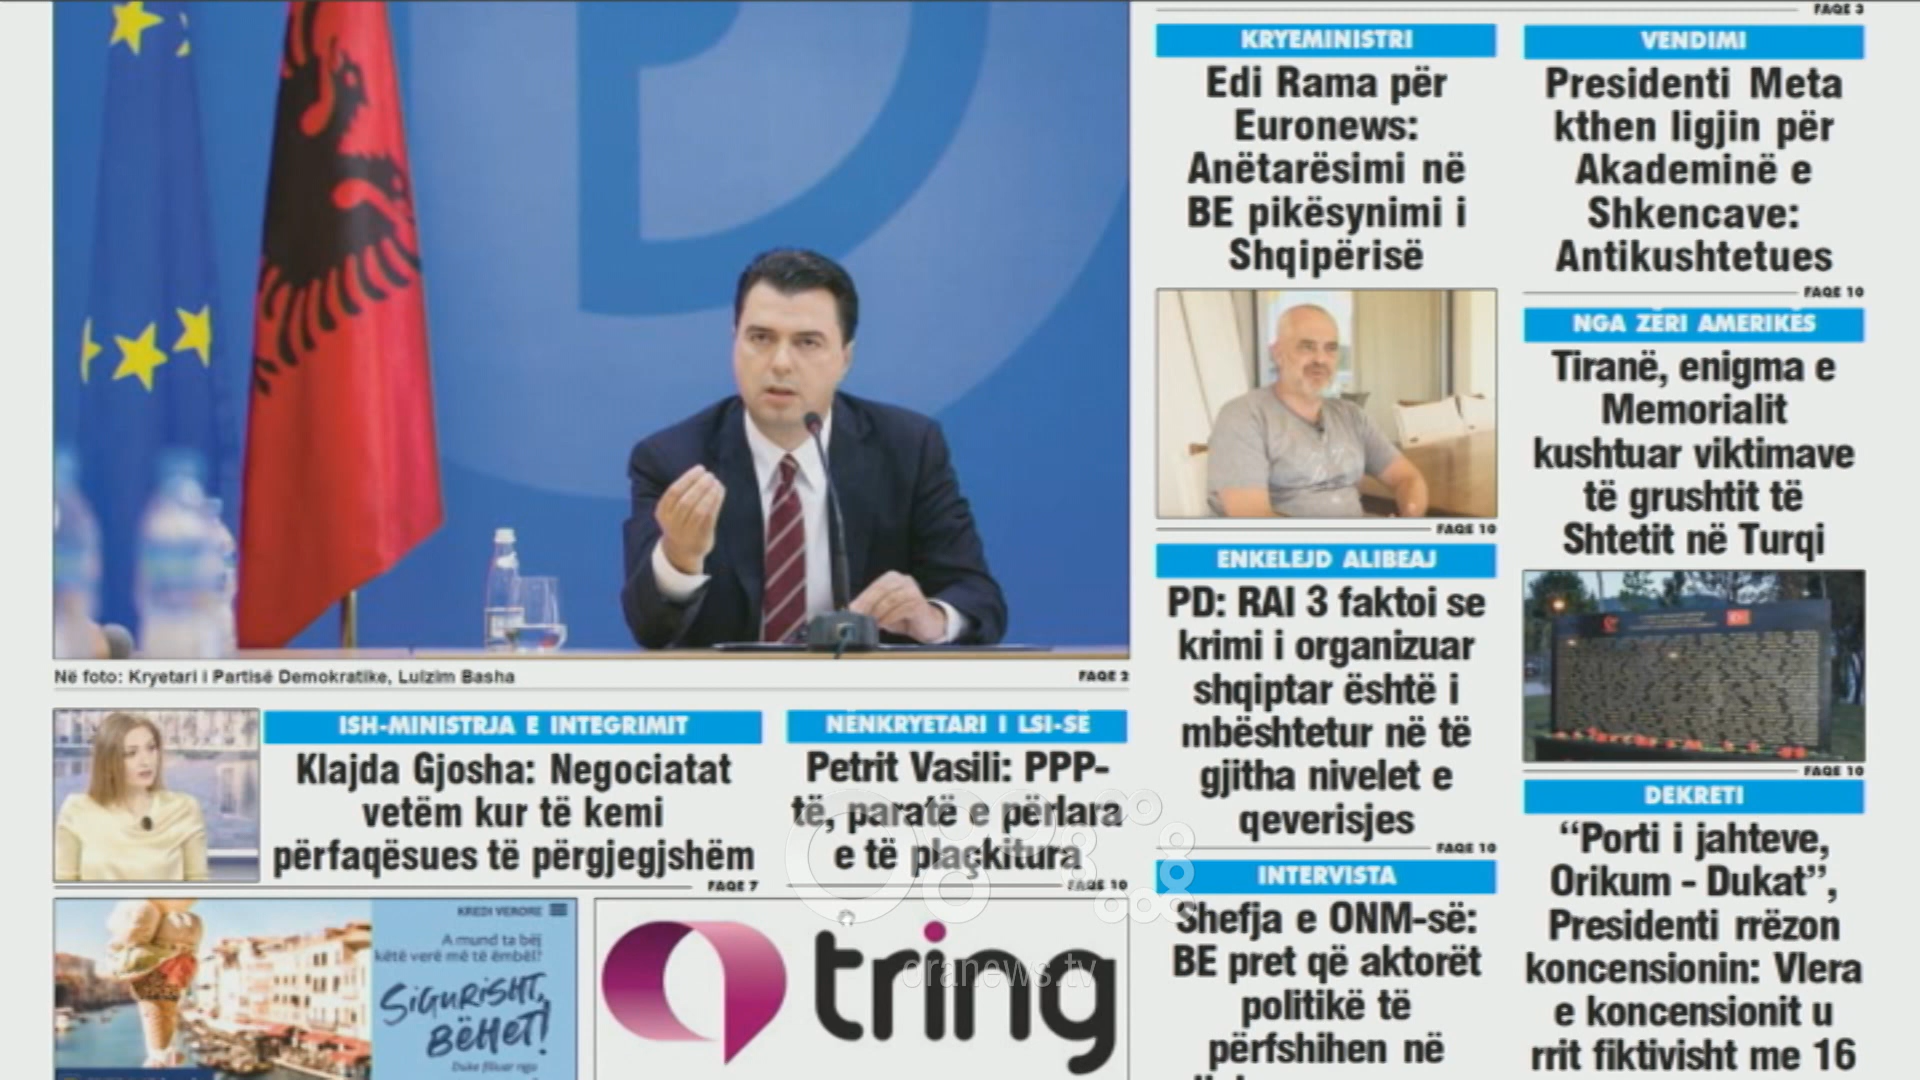 Në foto: Kryetari i Partisë Demokratike, Lulzim Basha
FAQE 2
ISH-MINISTRJA E INTEGRIMIT
Klajda Gjosha: Negociatat
vetëm kur të kemi
përfaqësues të përgjegjshëm
FAQE 7
NËNKRYETARI I LSI-SË
Petrit Vasili: PPP-
të, paratë e përlara
e të plaçkitura
FAQE 10
KREDI VERORE
A mund ta bëj
këtë verë më të ëmbël?
SIGURISHT,
BËHET!
Duke filluar nga
tring
oranews.tv
FAQE 3
KRYEMINISTRI
Edi Rama për
Euronews:
Anëtarësimi në
BE pikësynimi i
Shqipërisë
FAQE 10
ENKELEJD ALIBEAJ
PD: RAI 3 faktoi se
krimi i organizuar
shqiptar është i
mbështetur në të
gjitha nivelet e
qeverisjes
FAQE 10
INTERVISTA
Shefja e ONM-së:
BE pret që aktorët
politikë të
përfshihen në
VENDIMI
Presidenti Meta
kthen ligjin për
Akademinë e
Shkencave:
Antikushtetues
FAQE 10
NGA ZËRI AMERIKËS
Tiranë, enigma e
Memorialit
kushtuar viktimave
të grushtit të
Shtetit në Turqi
FAQE 10
DEKRETI
“Porti i jahteve,
Orikum - Dukat”,
Presidenti rrëzon
koncensionin: Vlera
e koncensionit u
rrit fiktivisht me 16